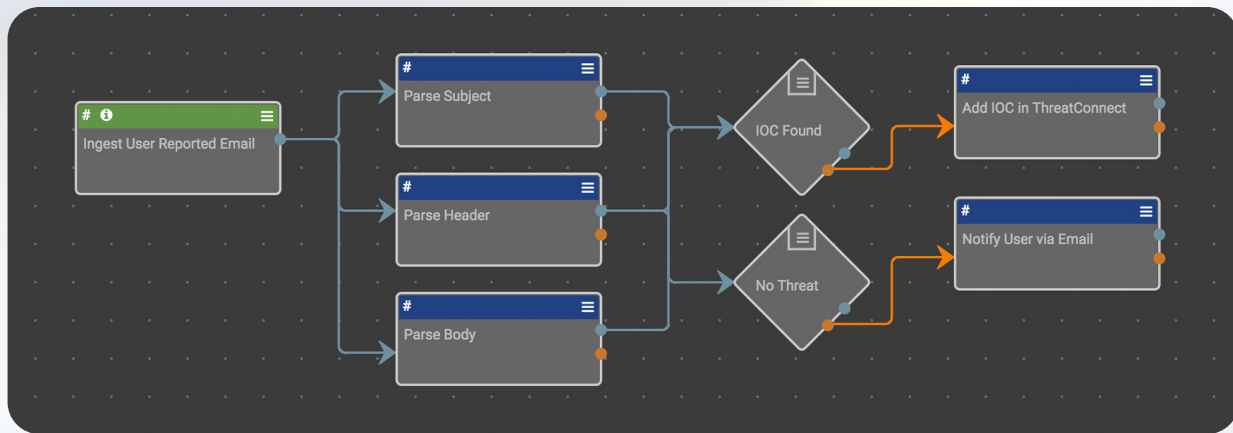 #
Ingest User Reported Email
#
Parse Subject
#
Parse Header
#
Parse Body
IOC Found
No Threat
#
Add IOC in ThreatConnect
#
Notify User via Email